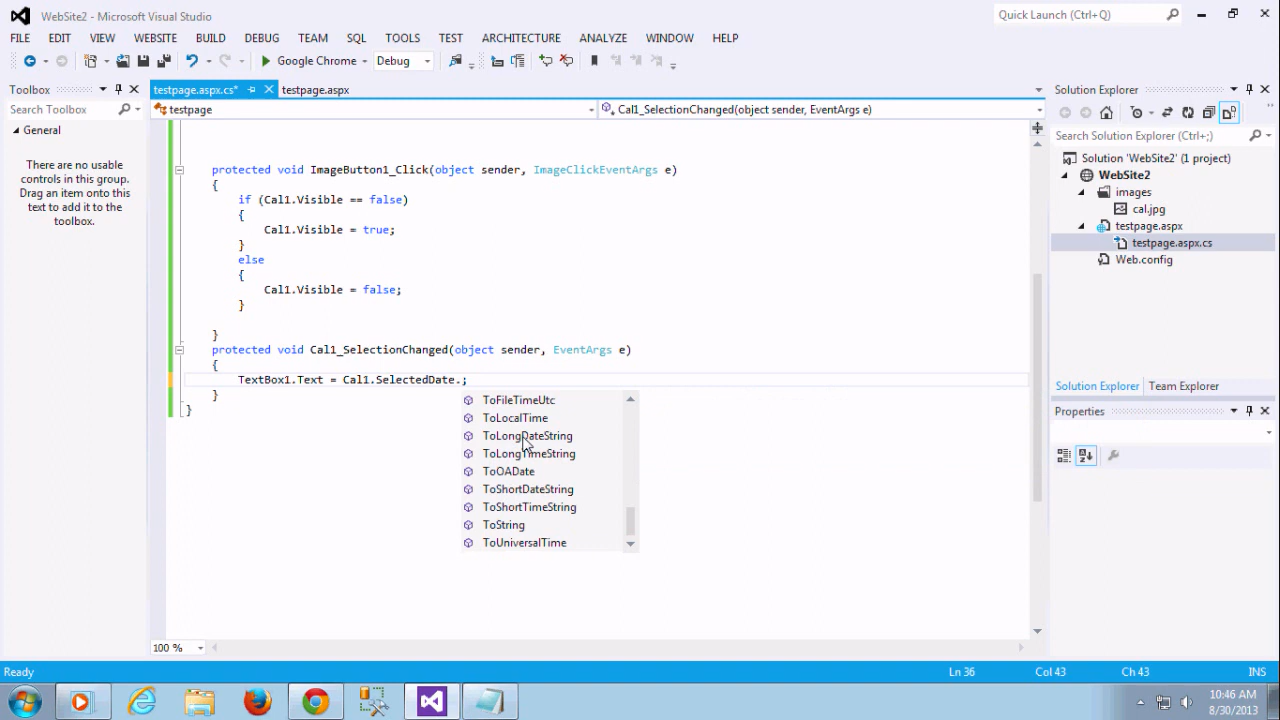 WebSite2 - Microsoft Visual Studio
Quick Launch (Ctrl+Q)
FILE EDIT VIEW WEBSITE BUILD DEBUG TEAM SQL TOOLS TEST ARCHITECTURE ANALYZE WINDOW HELP
Google Chrome Debug
Toolbox
Search Toolbox
General
There are no usable
controls in this group.
Drag an item onto this
text to add it to the
toolbox.
testpage.aspx.cs* testpage.aspx
testpage Cal1_SelectionChanged(object sender, EventArgs e)
protected void ImageButton1_Click(object sender, ImageClickEventArgs e)
{
if (Cal1.Visible == false)
{
Cal1.Visible = true;
}
else
{
Cal1.Visible = false;
}
}
protected void Cal1_SelectionChanged(object sender, EventArgs e)
{
TextBox1.Text = Cal1.SelectedDate.;
}
}
ToFileTimeUtc
ToLocalTime
ToLongDateString
ToLongTimeString
ToOADate
ToShortDateString
ToShortTimeString
ToString
ToUniversalTime
100 %
Solution Explorer
Search Solution Explorer (Ctrl+;)
Solution 'WebSite2' (1 project)
WebSite2
images
cal.jpg
testpage.aspx
testpage.aspx.cs
Web.config
Solution Explorer Team Explorer
Properties
Ready Ln 36 Col 43 Ch 43 INS
10:46 AM
8/30/2013